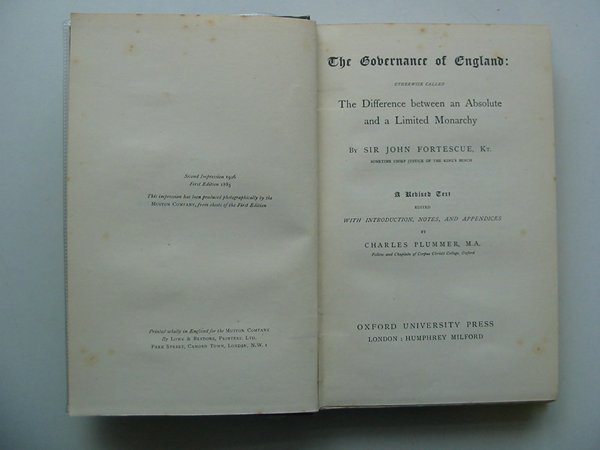 Second Impression 1926
First Edition 1885
This impression has been produced photographically by the
MUSTON COMPANY, from sheets of the First Edition
Printed wholly in England for the MUSTON COMPANY
By LOWE & BRYDONE, PRINTERS, LTD.
PARK STREET, CAMDEN TOWN, LONDON, N.W. 1
The Governance of England:
OTHERWISE CALLED
The Difference between an Absolute
and a Limited Monarchy
BY SIR JOHN FORTESCUE, KT.
SOMETIME CHIEF JUSTICE OF THE KING'S BENCH
A Revised Text
EDITED
WITH INTRODUCTION, NOTES, AND APPENDICES
BY
CHARLES PLUMMER, M.A.
Fellow and Chaplain of Corpus Christi College, Oxford
OXFORD UNIVERSITY PRESS
LONDON : HUMPHREY MILFORD